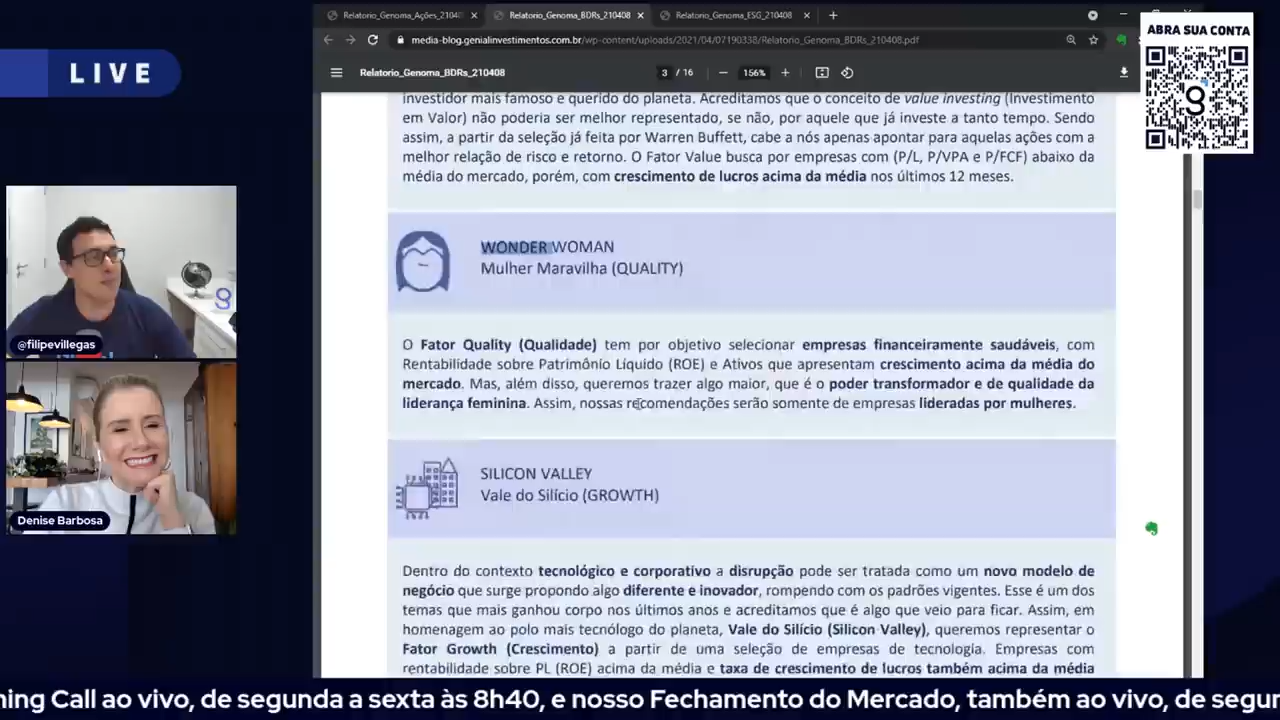 LIVE
Relatorio_Genoma_Ações_2104
Relatorio_Genoma_BDRs_210408
Relatorio_Genoma_ESG_210408
media-blog.genialinvestimentos.com.br/wp-content/uploads/2021/04/07190338/Relatorio_Genoma_BDRs_210408.pdf
ABRA SUA CONTA
Relatorio_Genoma_BDRs_210408
3 / 16
156%
investidor mais famoso e querido do planeta. Acreditamos que o conceito de value investing (Investimento
em Valor) não poderia ser melhor representado, se não, por aquele que já investe a tanto tempo. Sendo
assim, a partir da seleção já feita por Warren Buffett, cabe a nós apenas apontar para aquelas ações com a
melhor relação de risco e retorno. O Fator Value busca por empresas com (P/L, P/VPA e P/FCF) abaixo da
média do mercado, porém, com crescimento de lucros acima da média nos últimos 12 meses.
WONDER WOMAN
Mulher Maravilha (QUALITY)
O Fator Quality (Qualidade) tem por objetivo selecionar empresas financeiramente saudáveis, com
Rentabilidade sobre Patrimônio Líquido (ROE) e Ativos que apresentam crescimento acima da média do
mercado. Mas, além disso, queremos trazer algo maior, que é o poder transformador e de qualidade da
liderança feminina. Assim, nossas recomendações serão somente de empresas lideradas por mulheres.
SILICON VALLEY
Vale do Silício (GROWTH)
Dentro do contexto tecnológico e corporativo a disrupção pode ser tratada como um novo modelo de
negócio que surge propondo algo diferente e inovador, rompendo com os padrões vigentes. Esse é um dos
temas que mais ganhou corpo nos últimos anos e acreditamos que é algo que veio para ficar. Assim, em
homenagem ao polo mais tecnólogo do planeta, Vale do Silício (Silicon Valley), queremos representar o
Fator Growth (Crescimento) a partir de uma seleção de empresas de tecnologia. Empresas com
rentabilidade sobre PL (ROE) acima da média e taxa de crescimento de lucros também acima da média
@filipevillegas
Denise Barbosa
ning Call ao vivo, de segunda a sexta às 8h40, e nosso Fechamento do Mercado, também ao vivo, de segun